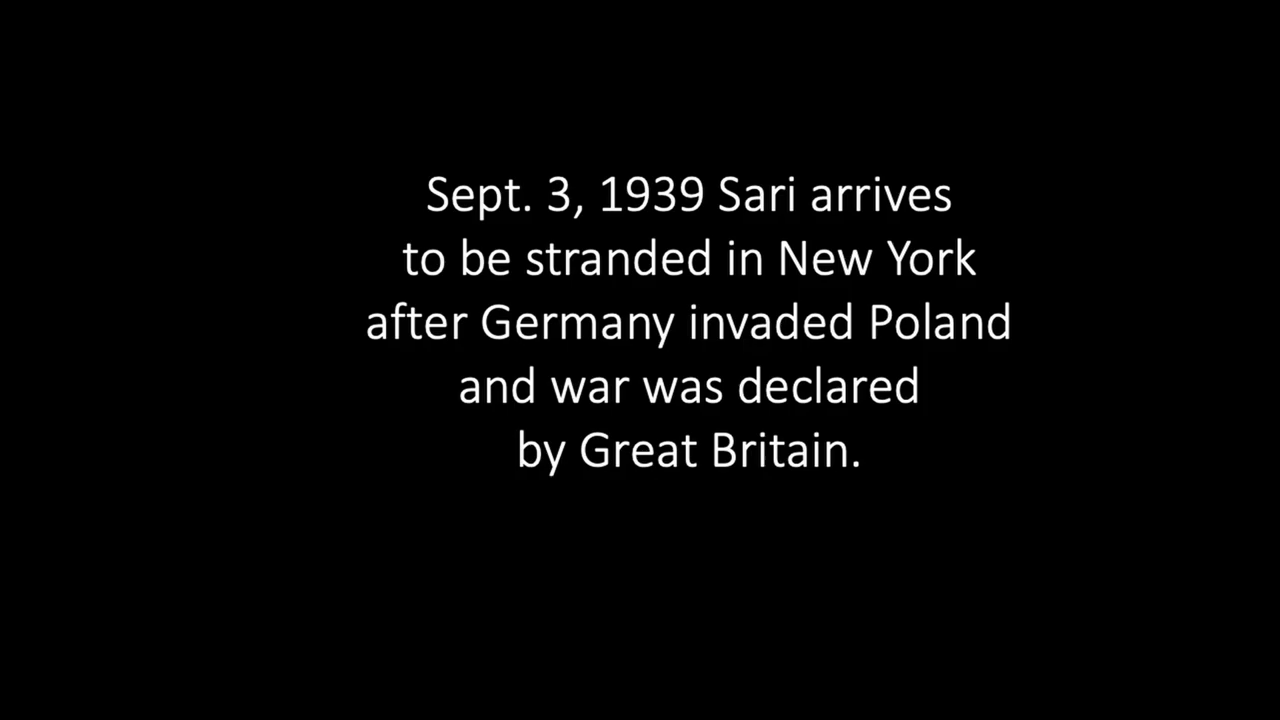 Sept. 3, 1939 Sari arrives
to be stranded in New York
after Germany invaded Poland
and war was declared
by Great Britain.